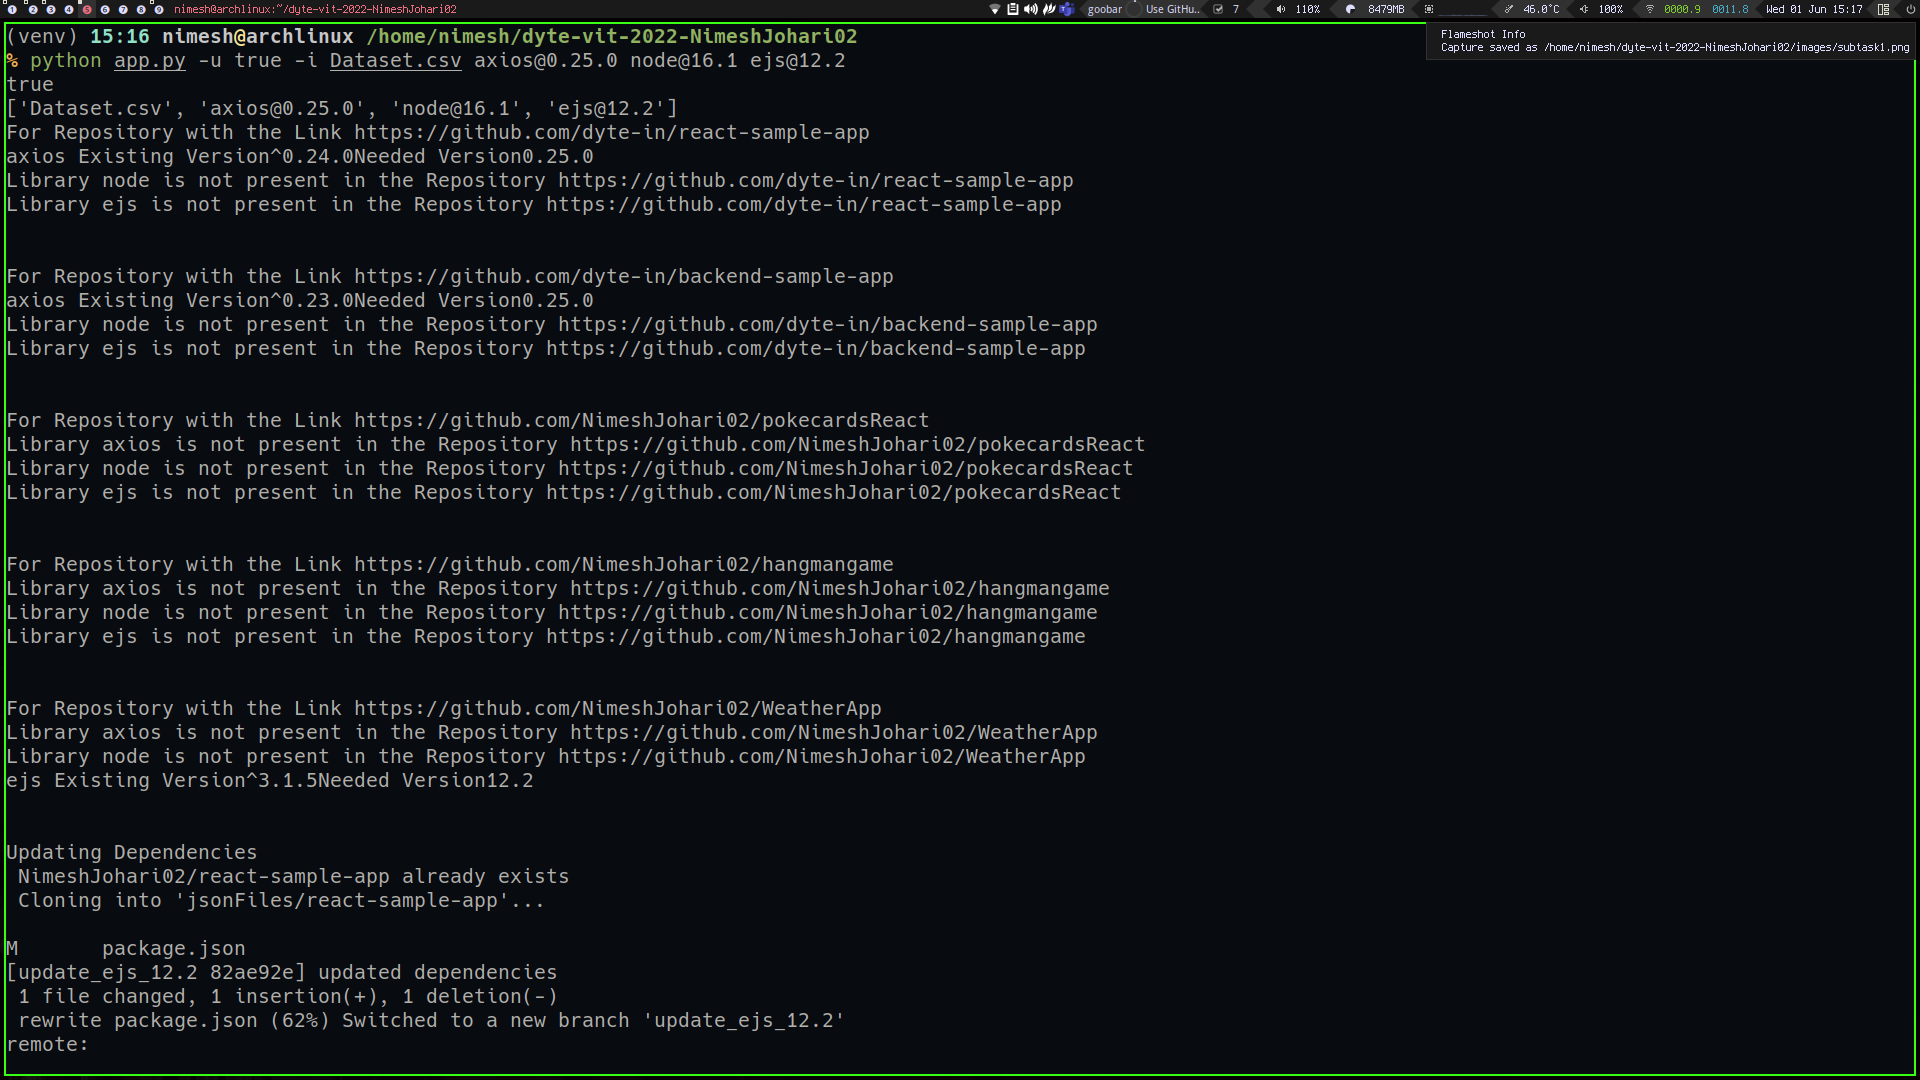 1 2 3 4 5 6 7 8 9 nimesh@archlinux:~/dyte-vit-2022-NimeshJohari02 goobar Use GitHu.. 7 110% 8479MB 46.0°C 100% 0000.9 0011.8 Wed 01 Jun 15:17
Flameshot Info
Capture saved as /home/nimesh/dyte-vit-2022-NimeshJohari02/images/subtask1.png
(venv) 15:16 nimesh@archlinux /home/nimesh/dyte-vit-2022-NimeshJohari02
% python app.py -u true -i Dataset.csv axios@0.25.0 node@16.1 ejs@12.2
true
['Dataset.csv', 'axios@0.25.0', 'node@16.1', 'ejs@12.2']
For Repository with the Link https://github.com/dyte-in/react-sample-app
axios Existing Version^0.24.0Needed Version0.25.0
Library node is not present in the Repository https://github.com/dyte-in/react-sample-app
Library ejs is not present in the Repository https://github.com/dyte-in/react-sample-app
For Repository with the Link https://github.com/dyte-in/backend-sample-app
axios Existing Version^0.23.0Needed Version0.25.0
Library node is not present in the Repository https://github.com/dyte-in/backend-sample-app
Library ejs is not present in the Repository https://github.com/dyte-in/backend-sample-app
For Repository with the Link https://github.com/NimeshJohari02/pokecardsReact
Library axios is not present in the Repository https://github.com/NimeshJohari02/pokecardsReact
Library node is not present in the Repository https://github.com/NimeshJohari02/pokecardsReact
Library ejs is not present in the Repository https://github.com/NimeshJohari02/pokecardsReact
For Repository with the Link https://github.com/NimeshJohari02/hangmangame
Library axios is not present in the Repository https://github.com/NimeshJohari02/hangmangame
Library node is not present in the Repository https://github.com/NimeshJohari02/hangmangame
Library ejs is not present in the Repository https://github.com/NimeshJohari02/hangmangame
For Repository with the Link https://github.com/NimeshJohari02/WeatherApp
Library axios is not present in the Repository https://github.com/NimeshJohari02/WeatherApp
Library node is not present in the Repository https://github.com/NimeshJohari02/WeatherApp
ejs Existing Version^3.1.5Needed Version12.2
Updating Dependencies
NimeshJohari02/react-sample-app already exists
Cloning into 'jsonFiles/react-sample-app'...
M package.json
[update_ejs_12.2 82ae92e] updated dependencies
1 file changed, 1 insertion(+), 1 deletion(-)
rewrite package.json (62%) Switched to a new branch 'update_ejs_12.2'
remote: